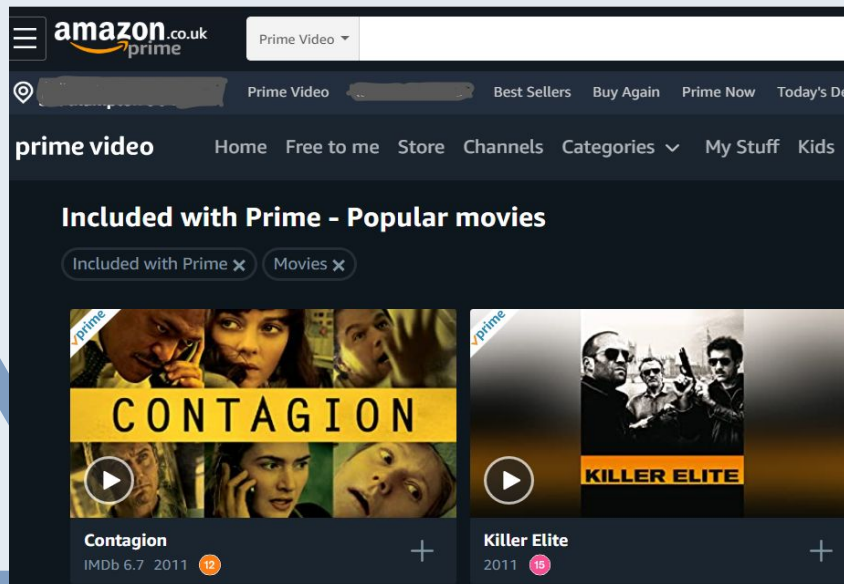 amazon.co.uk
prime
Prime Video
Prime Video Best Sellers Buy Again Prime Now Today's De
prime video Home Free to me Store Channels Categories My Stuff Kids
Included with Prime - Popular movies
Included with Prime × Movies ×
prime prime
CONTAGION
KILLER ELITE
Contagion Killer Elite
IMDb 6.7 2011 12 2011 15